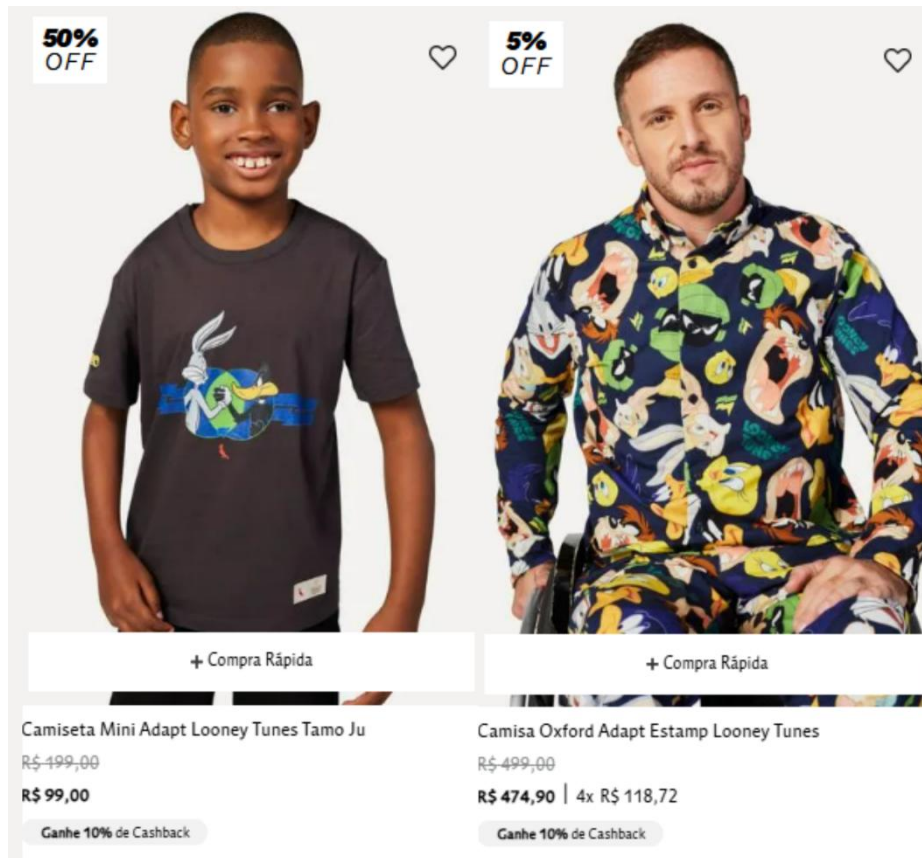 50%
OFF
5%
OFF
+ Compra Rápida
+ Compra Rápida
Camiseta Mini Adapt Looney Tunes Tamo Ju
R$ 199,00
R$ 99,00
Ganhe 10% de Cashback
Camisa Oxford Adapt Estamp Looney Tunes
R$ 499,00
R$ 474,90 | 4x R$ 118,72
Ganhe 10% de Cashback